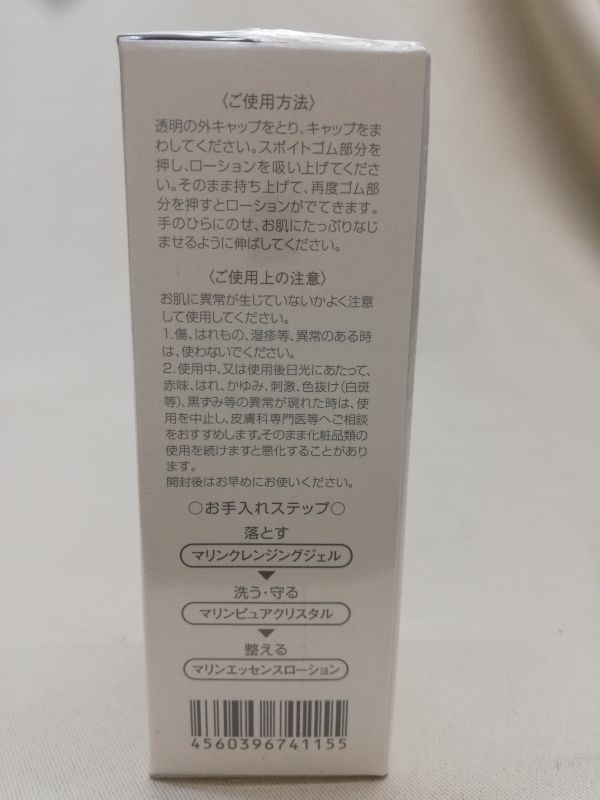 〈ご使用方法〉
透明の外キャップをとり、キャップをま
わしてください。スポイトゴム部分を
押し、ローションを吸い上げてくださ
い。そのまま持ち上げて、再度ゴム部
分を押すとローションがでてきます。
手のひらにのせ、お肌にたっぷりなじ
ませるように伸ばしてください。
〈ご使用上の注意〉
お肌に異常が生じていないかよく注意
して使用してください。
1.傷、はれもの、湿疹等、異常のある時
は、使わないでください。
2.使用中、又は使用後日光にあたって、
赤味、はれ、かゆみ、刺激、色抜け(白斑
等)、黒ずみ等の異常が現れた時は、使
用を中止し、皮膚科専門医等へご相談
をおすすめします。そのまま化粧品類の
使用を続けますと悪化することがあり
ます。
開封後はお早めにお使いください。
○お手入れステップ○
落とす
マリンクレンジングジェル
▼
洗う・守る
マリンピュアクリスタル
▼
整える
マリンエッセンスローション
4560396741155